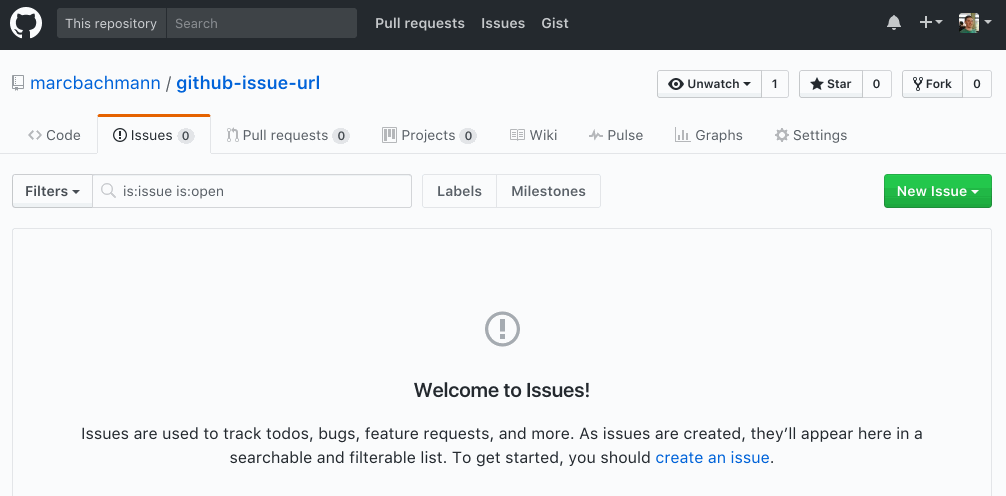 This repository Search Pull requests Issues Gist
marcbachmann / github-issue-url Unwatch 1 Star 0 Fork 0
Code Issues 0 Pull requests 0 Projects 0 Wiki Pulse Graphs Settings
Filters is:issue is:open Labels Milestones New Issue
Welcome to Issues!
Issues are used to track todos, bugs, feature requests, and more. As issues are created, they’ll appear here in a
searchable and filterable list. To get started, you should create an issue.